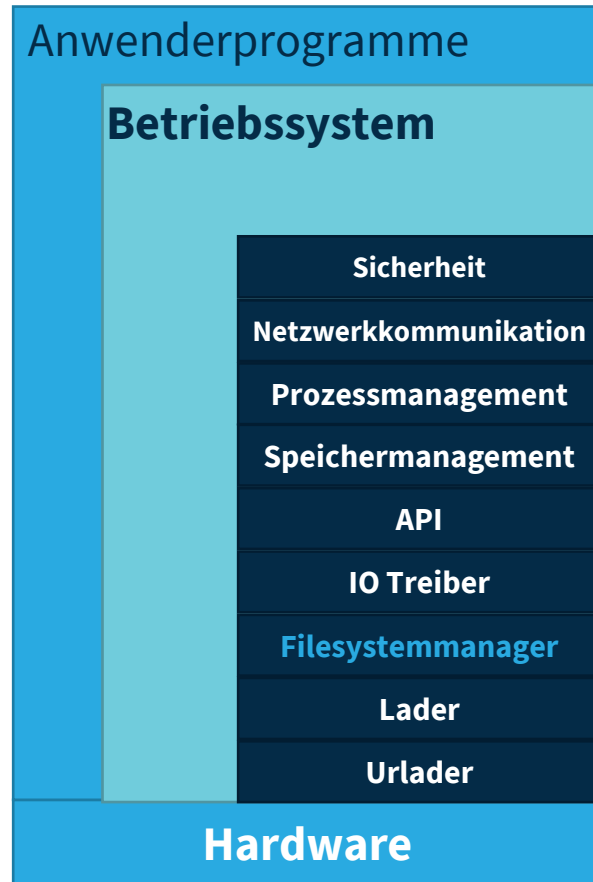 Anwenderprogramme
Betriebssystem
Sicherheit
Netzwerkkommunikation
Prozessmanagement
Speichermanagement
API
IO Treiber
Filesystemmanager
Lader
Urlader
Hardware